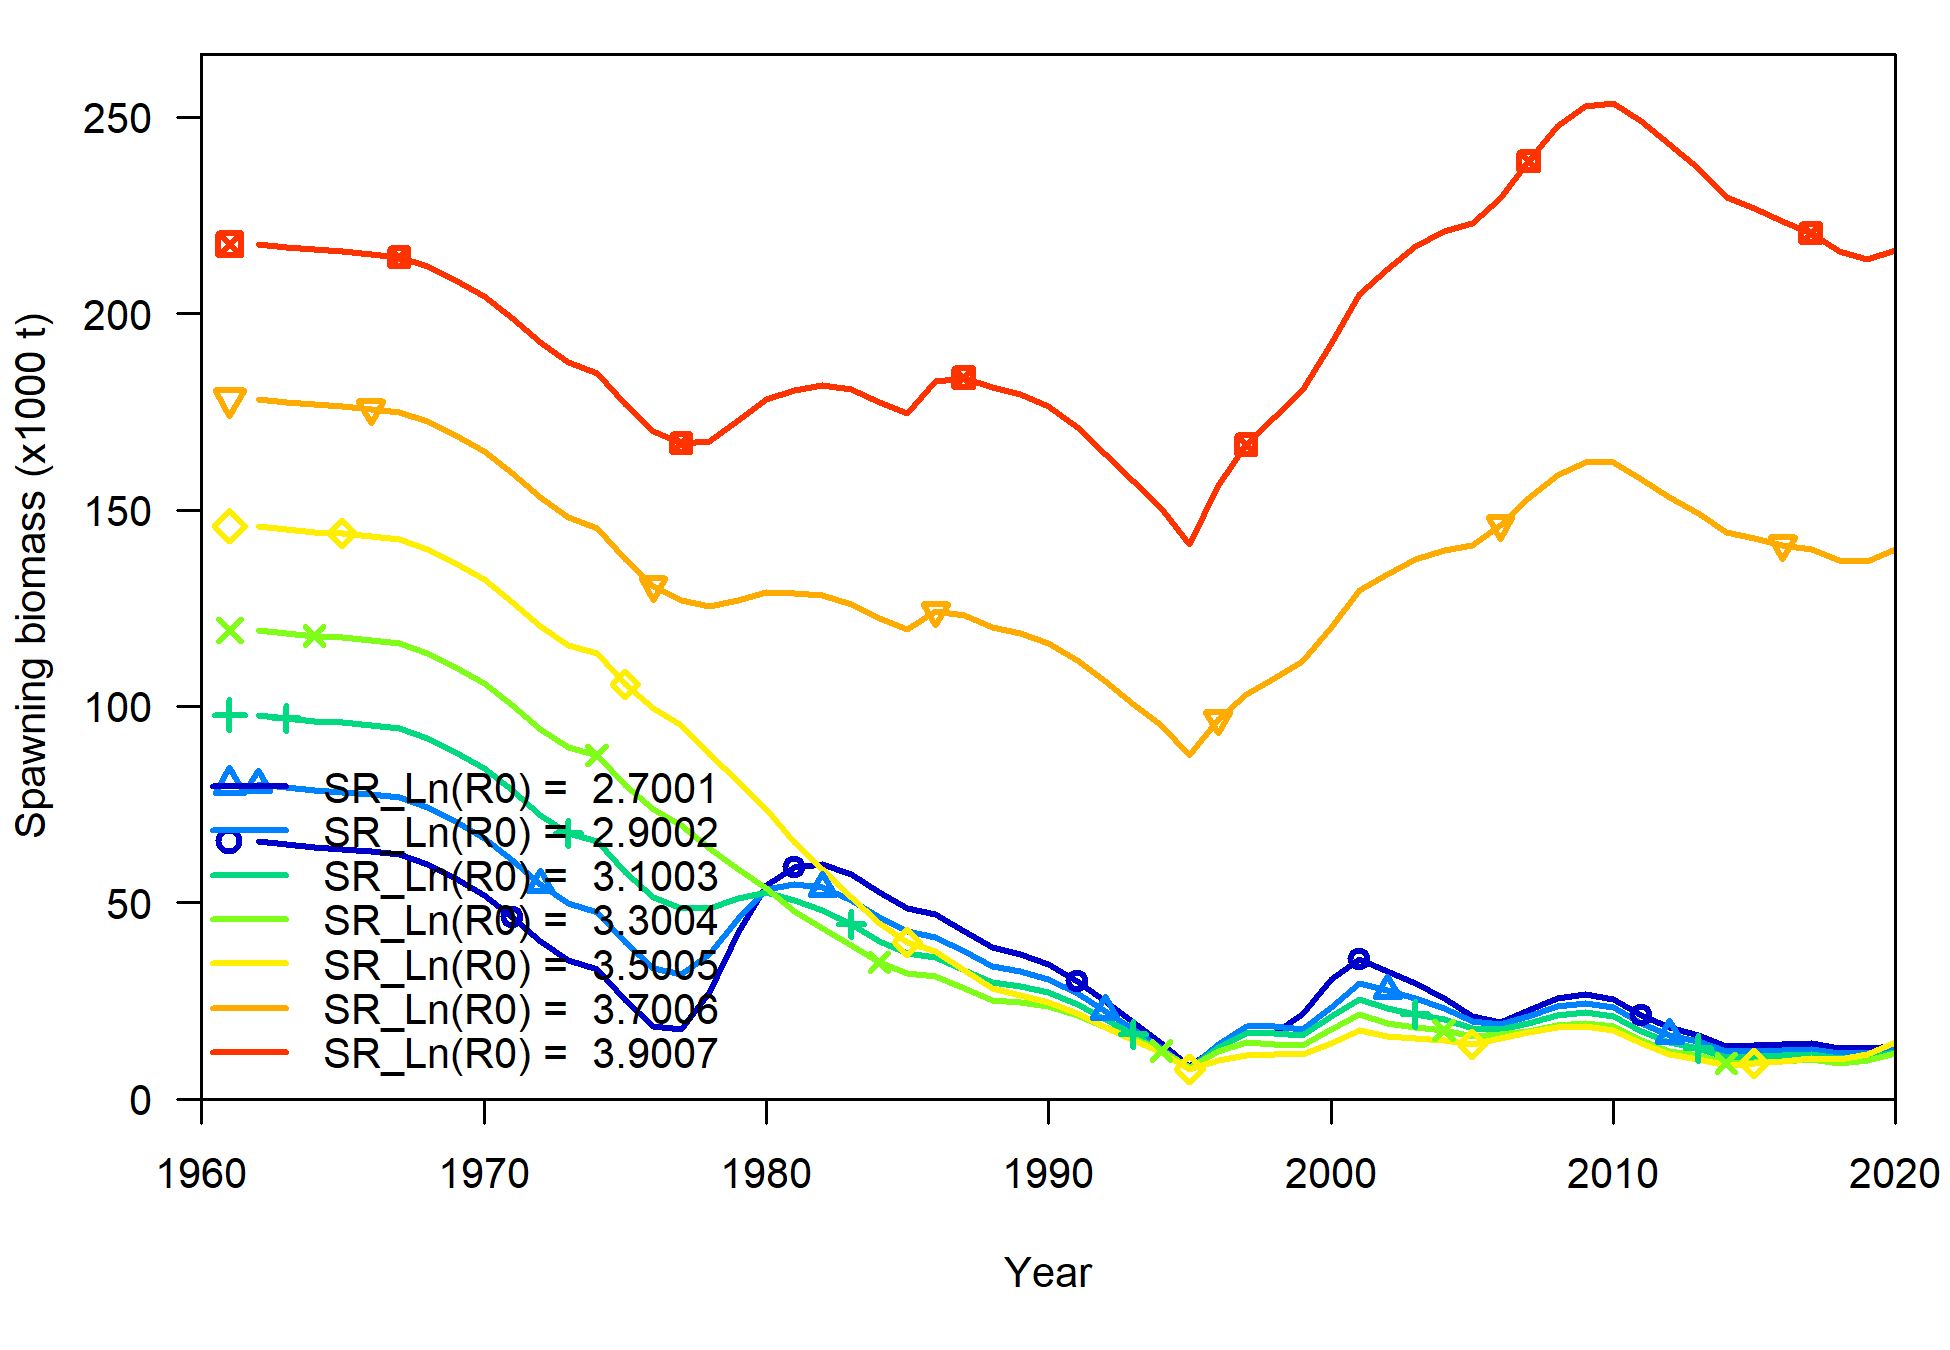 250
200
150
100
50
0
Spawning biomass (x1000 t)
SR_Ln(R0) = 2.7001
SR_Ln(R0) = 2.9002
SR_Ln(R0) = 3.1003
SR_Ln(R0) = 3.3004
SR_Ln(R0) = 3.5005
SR_Ln(R0) = 3.7006
SR_Ln(R0) = 3.9007
1960 1970 1980 1990 2000 2010 2020
Year